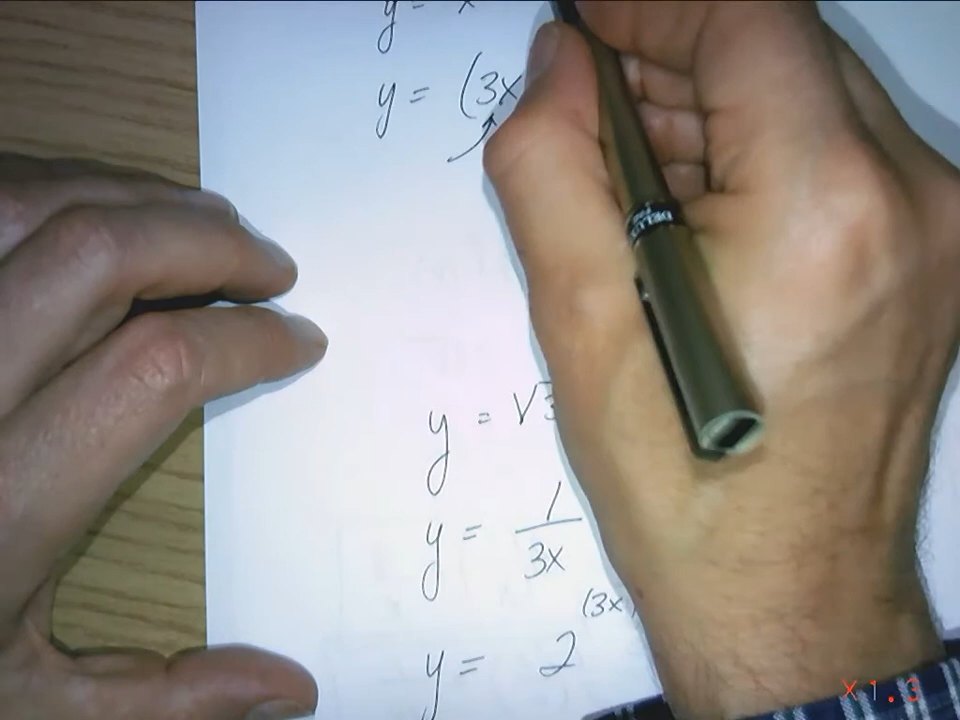 y = x
y = (3x
y = √3
y = 1/3x
y = 2^(3x)
x1.3